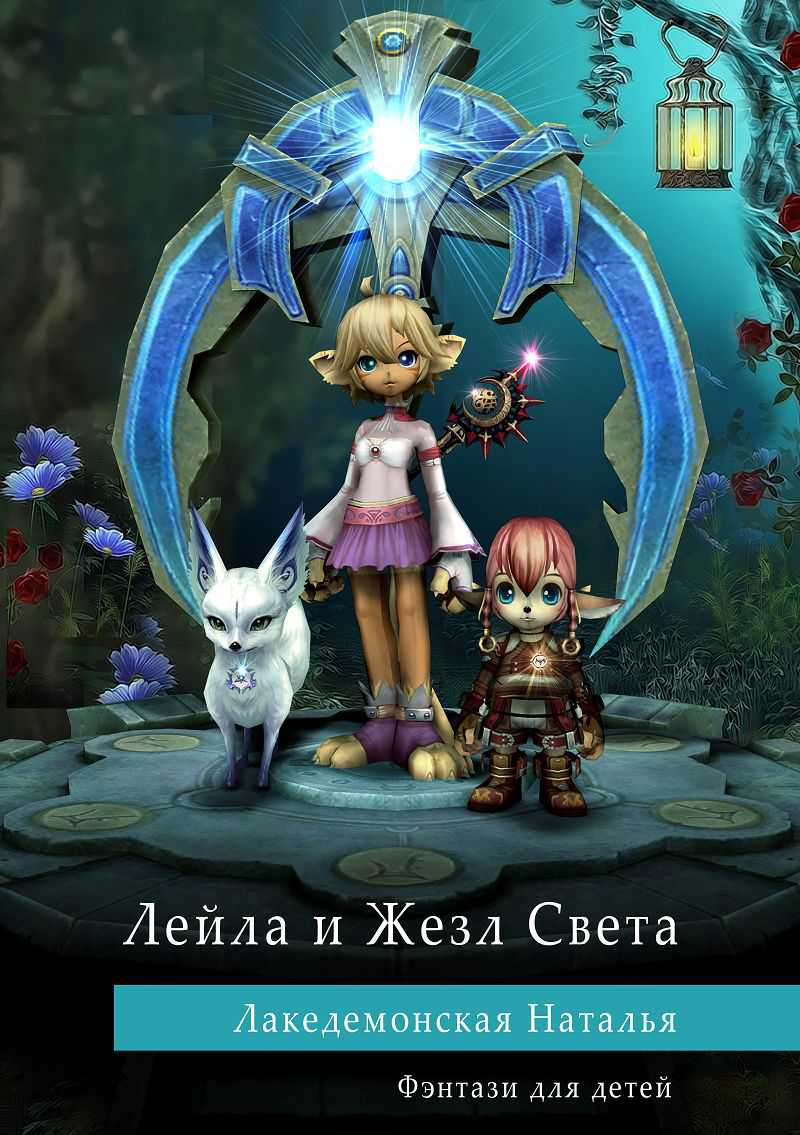 Лейла и Жезл Света
Лакедемонская Наталья
Фэнтази для детей